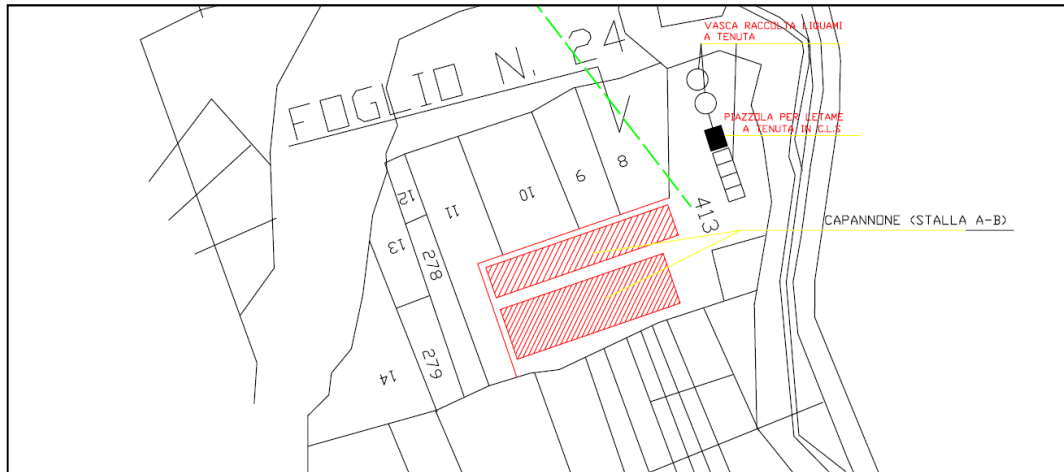 VASCA RACCOLTA LIQUAMI
A TENUTA
FOGLIO N. 24
PIAZZOLA PER LETAME
A TENUTA IN C.L.S
CAPANNONE (STALLA A-B)
413
8
9
10
11
12
13
278
279
14